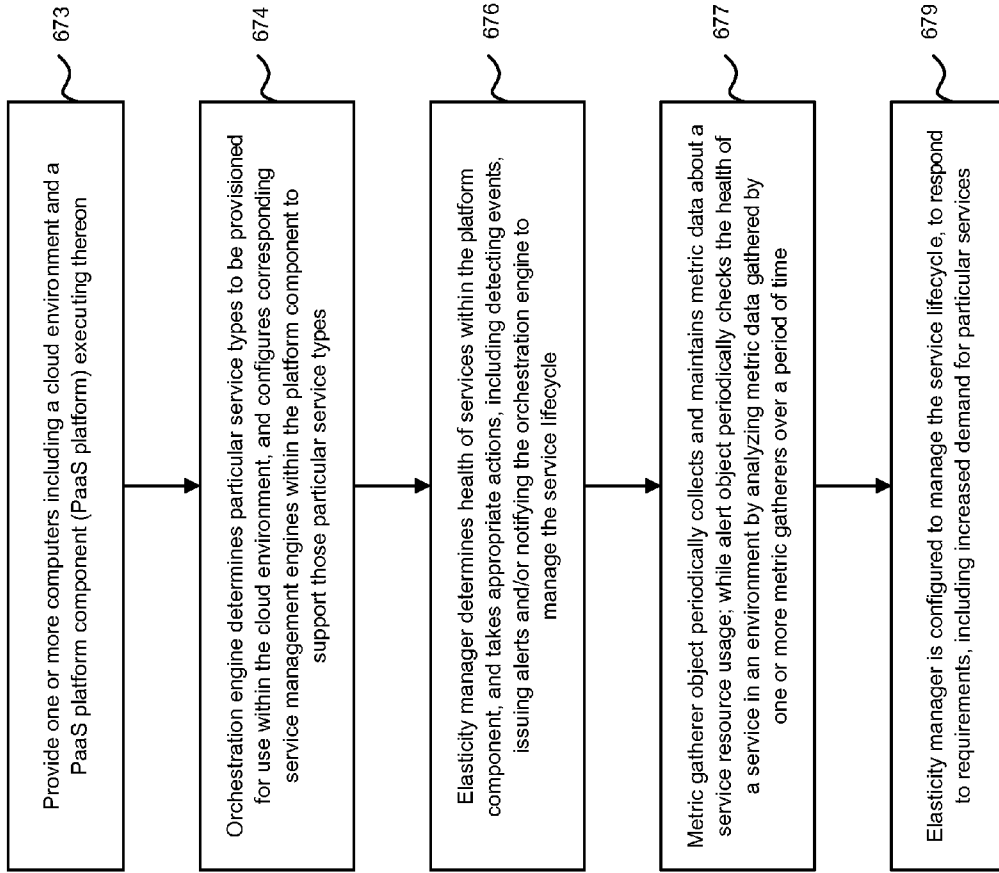 Provide one or more computers including a cloud environment and a
PaaS platform component (PaaS platform) executing thereon
673
Orchestration engine determines particular service types to be provisioned
for use within the cloud environment, and configures corresponding
service management engines within the platform component to
support those particular service types
674
Elasticity manager determines health of services within the platform
component, and takes appropriate actions, including detecting events,
issuing alerts and/or notifying the orchestration engine to
manage the service lifecycle
676
Metric gatherer object periodically collects and maintains metric data about a
service resource usage; while alert object periodically checks the health of
a service in an environment by analyzing metric data gathered by
one or more metric gatherers over a period of time
677
Elasticity manager is configured to manage the service lifecycle, to respond
to requirements, including increased demand for particular services
679